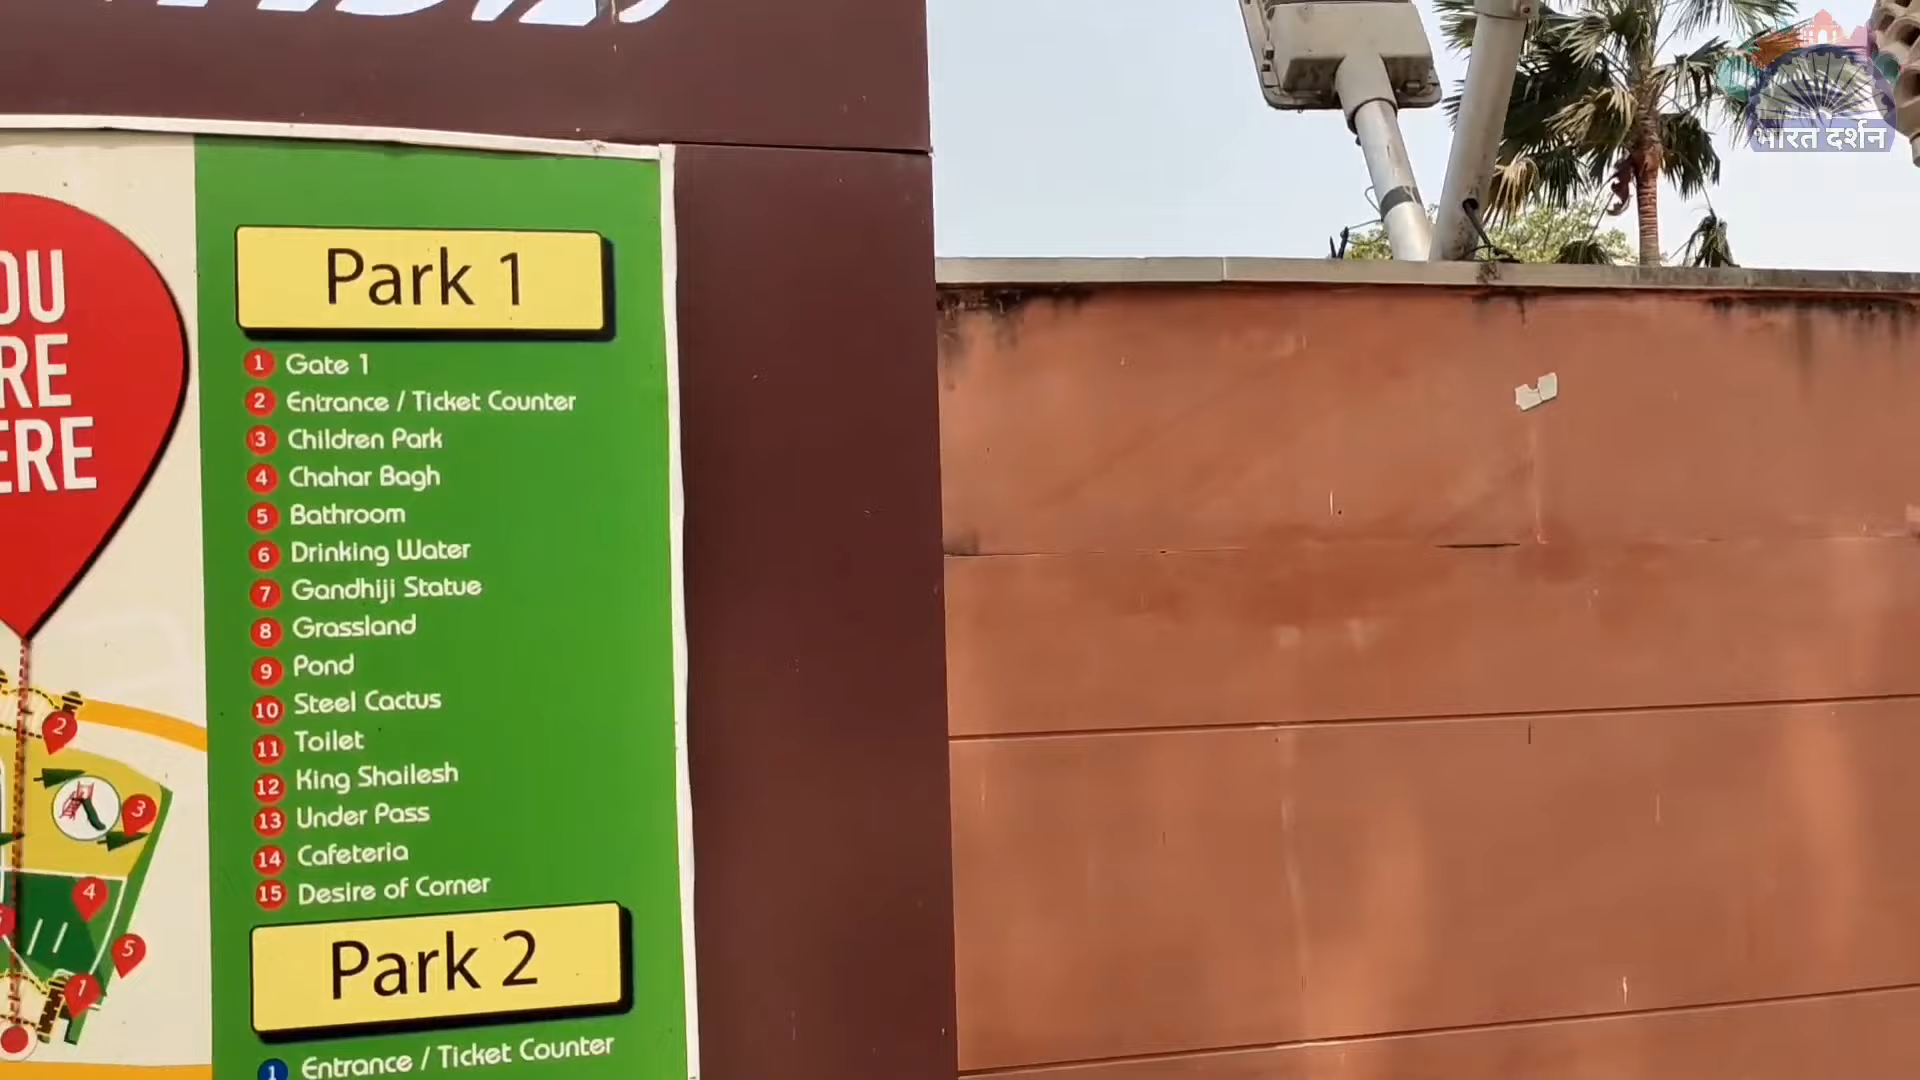 भारत दर्शन
OU
RE
ERE
Park 1
1 Gate 1
2 Entrance / Ticket Counter
3 Children Park
4 Chahar Bagh
5 Bathroom
6 Drinking Water
7 Gandhiji Statue
8 Grassland
9 Pond
10 Steel Cactus
11 Toilet
12 King Shailesh
13 Under Pass
14 Cafeteria
15 Desire of Corner
Park 2
1 Entrance / Ticket Counter
2
3
4
5
1